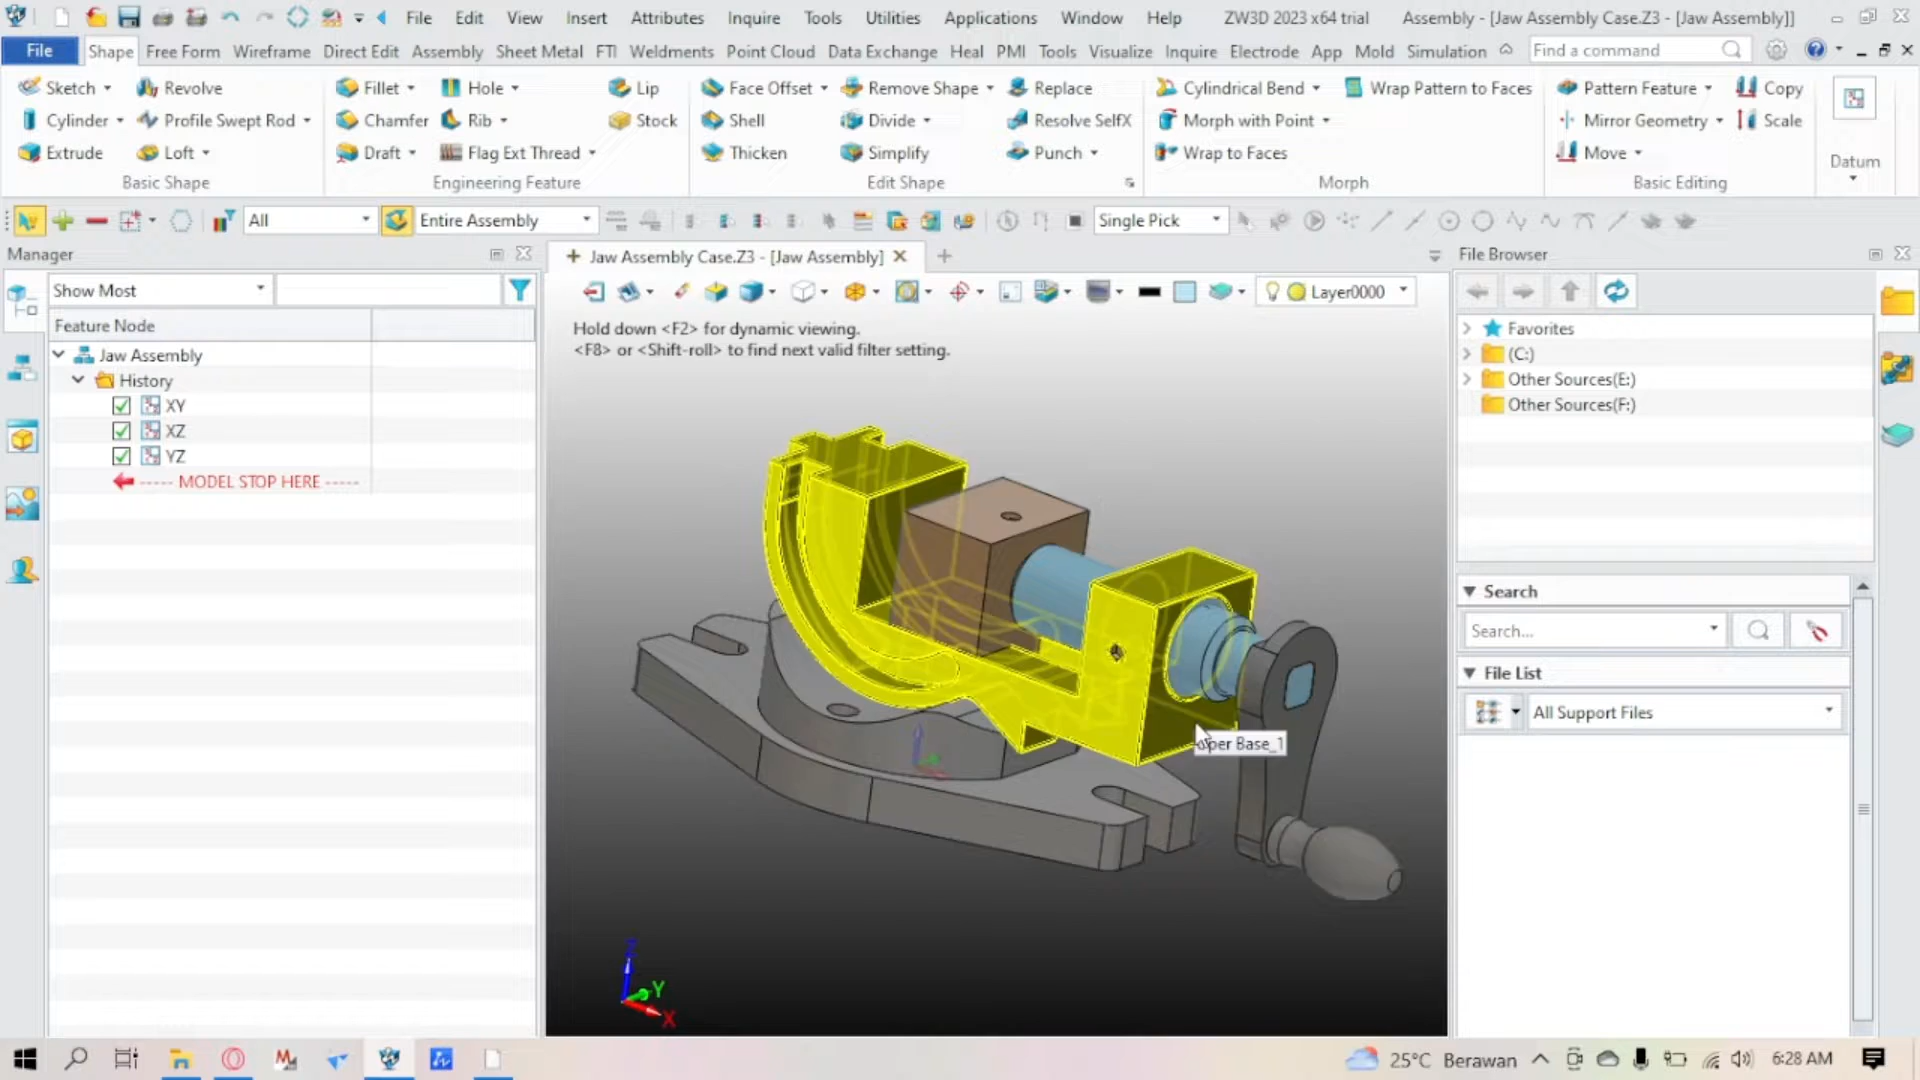 File Edit View Insert Attributes Inquire Tools Utilities Applications Window Help ZW3D 2023 x64 trial Assembly - [Jaw Assembly Case.Z3 - [Jaw Assembly]]
File Shape Free Form Wireframe Direct Edit Assembly Sheet Metal FTI Weldments Point Cloud Data Exchange Heal PMI Tools Visualize Inquire Electrode App Mold Simulation Find a command
Sketch Revolve Fillet Hole Lip Face Offset Remove Shape Replace Cylindrical Bend Wrap Pattern to Faces Pattern Feature Copy
Cylinder Profile Swept Rod Chamfer Rib Stock Shell Divide Resolve SelfX Morph with Point Mirror Geometry Scale
Extrude Loft Draft Flag Ext Thread Thicken Simplify Punch Wrap to Faces Move Datum
Basic Shape Engineering Feature Edit Shape Morph Basic Editing
All Entire Assembly Single Pick
Manager Jaw Assembly Case.Z3 - [Jaw Assembly] File Browser
Show Most Layer0000
Feature Node
Jaw Assembly
History
XY
XZ
YZ
----- MODEL STOP HERE -----
Hold down <F2> for dynamic viewing.
<F8> or <Shift-roll> to find next valid filter setting.
Base_1
Z
Y
X
Favorites
(C:)
Other Sources(E:)
Other Sources(F:)
Search
Search...
File List
All Support Files
25°C Berawan 6:28 AM